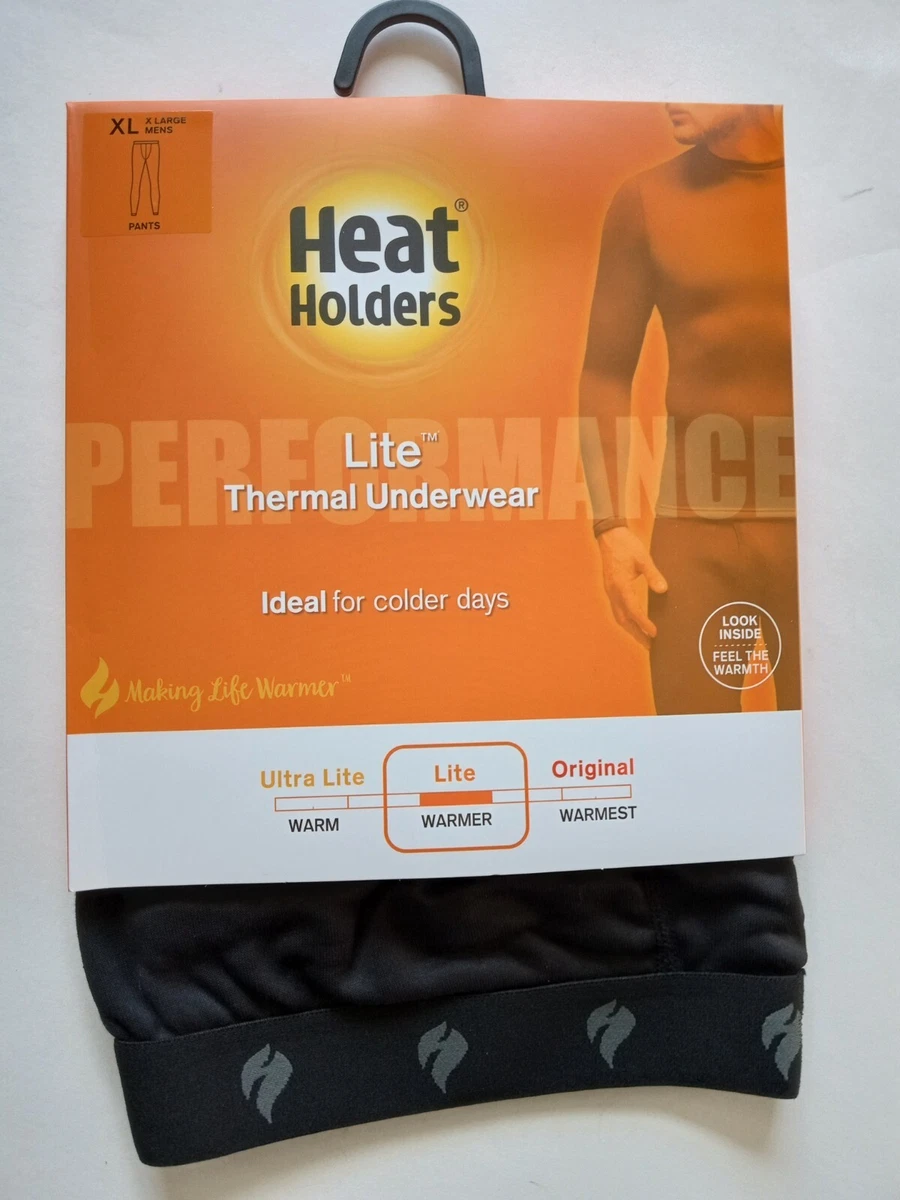 XL X LARGE
MENS
PANTS
Heat®
Holders
PERFORMANCE
Lite™
Thermal Underwear
Ideal for colder days
LOOK
INSIDE
FEEL THE
WARMTH
Making Life Warmer™
Ultra Lite Lite Original
WARM WARMER WARMEST